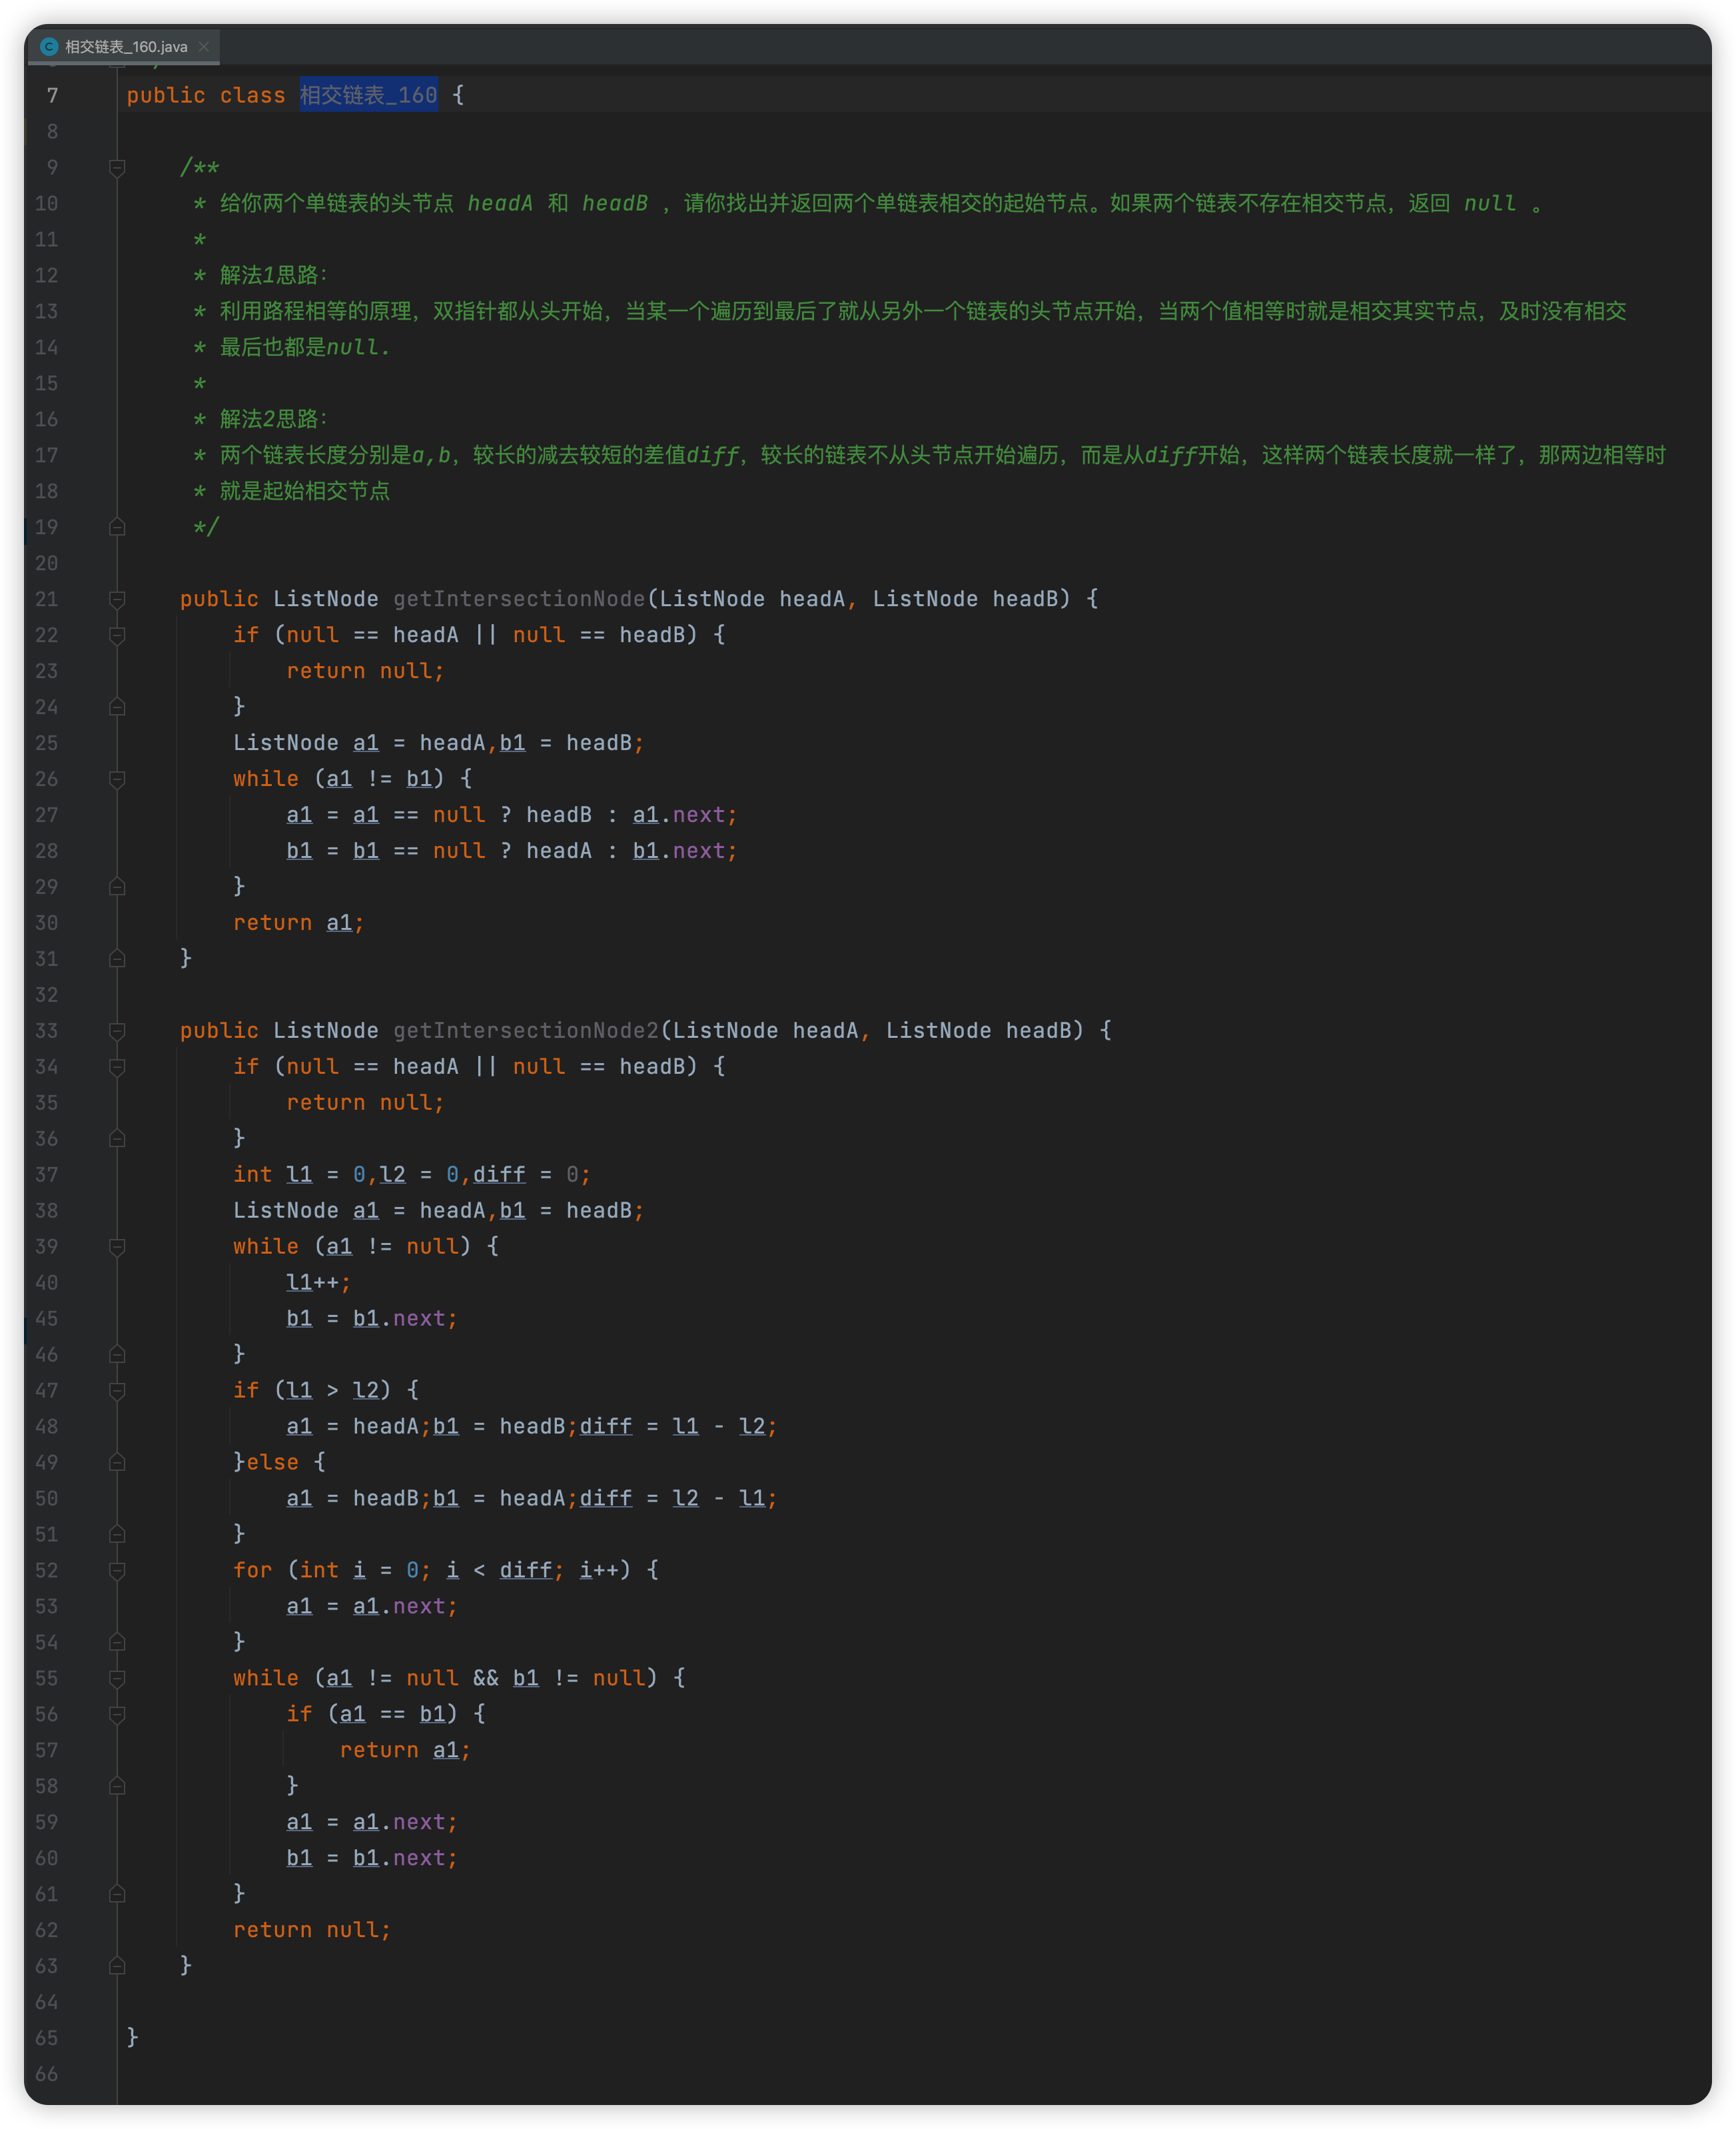 相交链表_160.java
7 public class 相交链表_160 {
8
9 /**
10 * 给你两个单链表的头节点 headA 和 headB ，请你找出并返回两个单链表相交的起始节点。如果两个链表不存在相交节点，返回 null 。
11 *
12 * 解法1思路：
13 * 利用路程相等的原理，双指针都从头开始，当某一个遍历到最后了就从另外一个链表的头节点开始，当两个值相等时就是相交其实节点，及时没有相交
14 * 最后也都是null.
15 *
16 * 解法2思路：
17 * 两个链表长度分别是a,b，较长的减去较短的差值diff，较长的链表不从头节点开始遍历，而是从diff开始，这样两个链表长度就一样了，那两边相等时
18 * 就是起始相交节点
19 */
20
21 public ListNode getIntersectionNode(ListNode headA, ListNode headB) {
22 if (null == headA || null == headB) {
23 return null;
24 }
25 ListNode a1 = headA,b1 = headB;
26 while (a1 != b1) {
27 a1 = a1 == null ? headB : a1.next;
28 b1 = b1 == null ? headA : b1.next;
29 }
30 return a1;
31 }
32
33 public ListNode getIntersectionNode2(ListNode headA, ListNode headB) {
34 if (null == headA || null == headB) {
35 return null;
36 }
37 int l1 = 0,l2 = 0,diff = 0;
38 ListNode a1 = headA,b1 = headB;
39 while (a1 != null) {
40 l1++;
45 b1 = b1.next;
46 }
47 if (l1 > l2) {
48 a1 = headA;b1 = headB;diff = l1 - l2;
49 }else {
50 a1 = headB;b1 = headA;diff = l2 - l1;
51 }
52 for (int i = 0; i < diff; i++) {
53 a1 = a1.next;
54 }
55 while (a1 != null && b1 != null) {
56 if (a1 == b1) {
57 return a1;
58 }
59 a1 = a1.next;
60 b1 = b1.next;
61 }
62 return null;
63 }
64
65 }
66